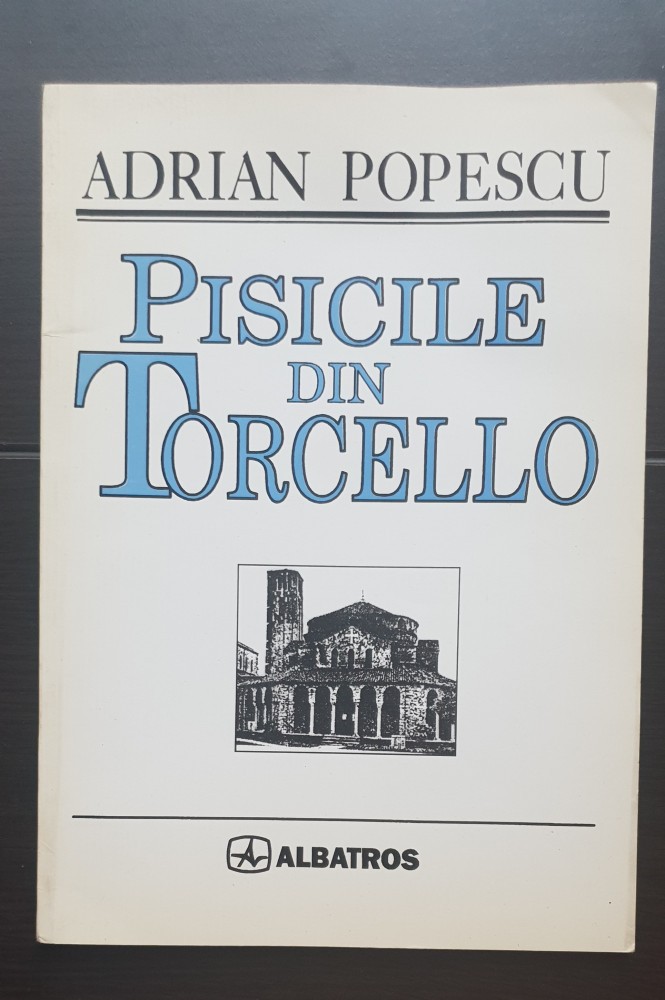 ADRIAN POPESCU
PISICILE
DIN
TORCELLO
ALBATROS